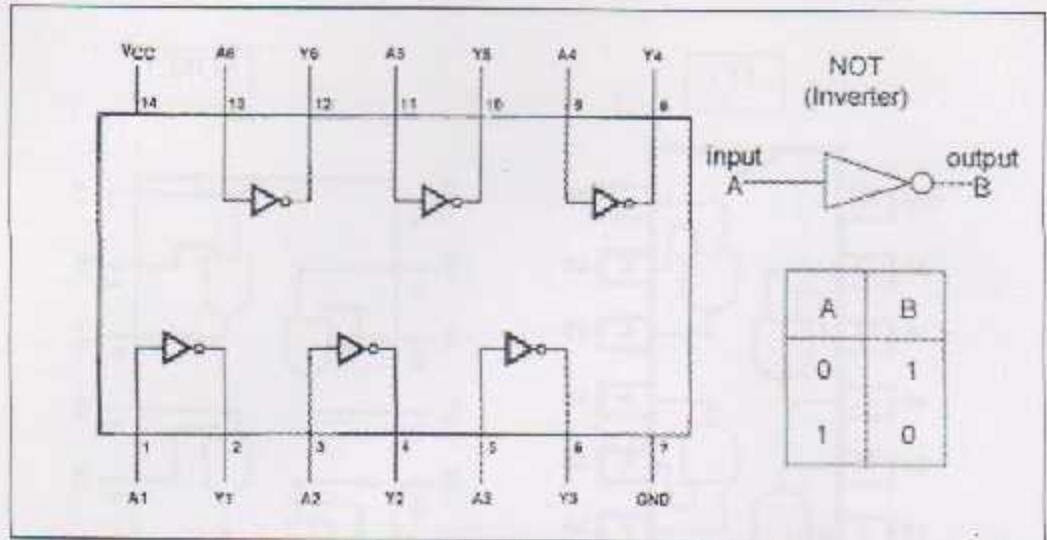 Vcc A6 Y6 A5 Y5 A4 Y4
14 13 12 11 10 9 8
NOT
(Inverter)
input output
A B
A B
0 1
1 0
1 2 3 4 5 6 7
A1 Y1 A2 Y2 A3 Y3 GND